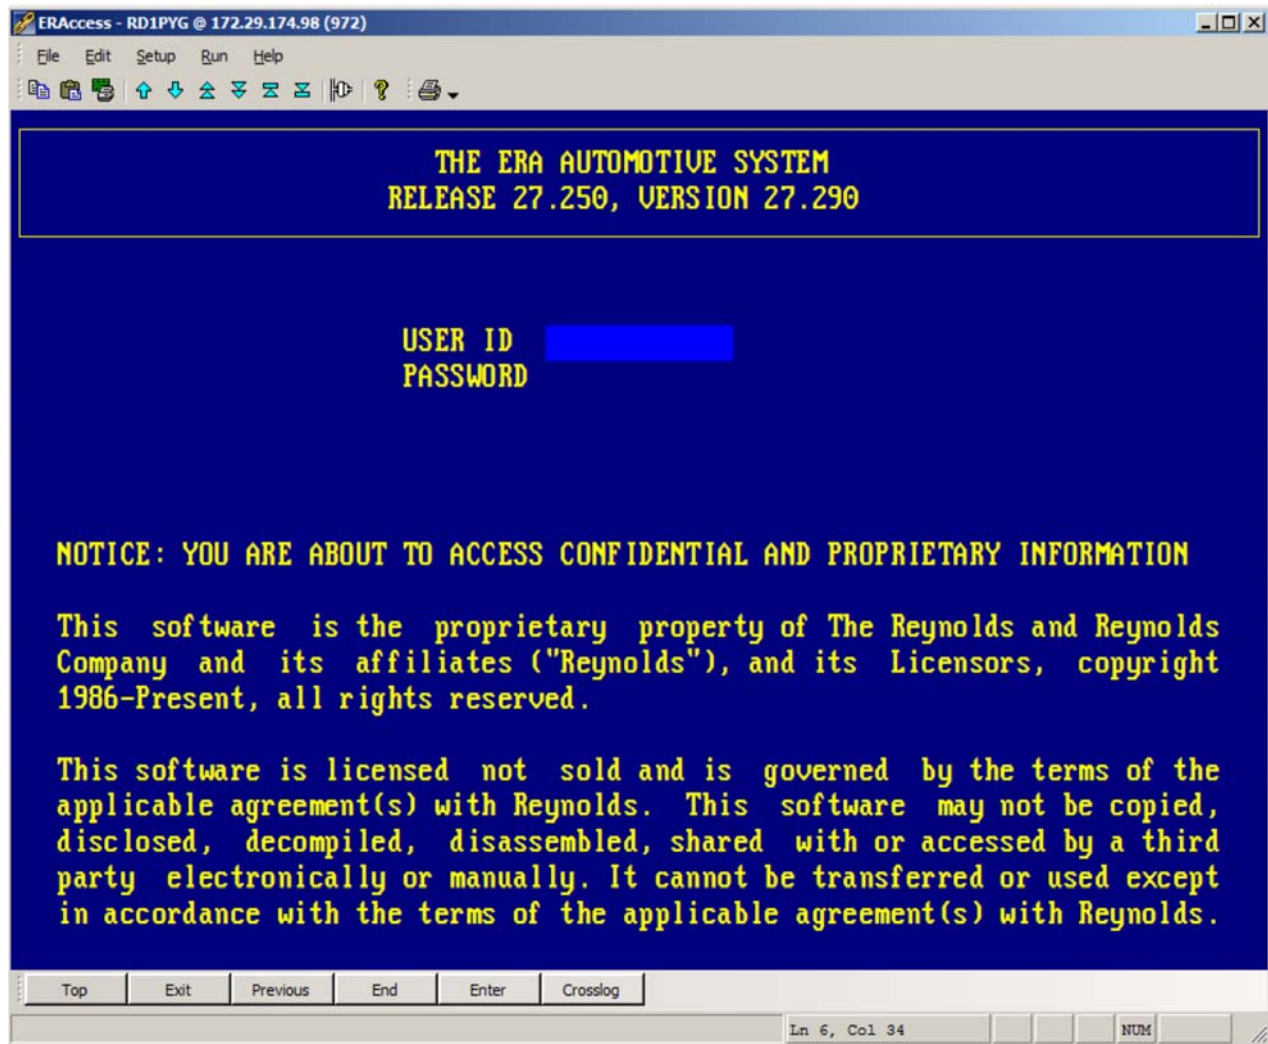 ERAccess - RD1PYG @ 172.29.174.98 (972)
File Edit Setup Run Help
THE ERA AUTOMOTIVE SYSTEM
RELEASE 27.250, VERSION 27.290
USER ID
PASSWORD
NOTICE: YOU ARE ABOUT TO ACCESS CONFIDENTIAL AND PROPRIETARY INFORMATION
This software is the proprietary property of The Reynolds and Reynolds
Company and its affiliates ("Reynolds"), and its Licensors, copyright
1986-Present, all rights reserved.
This software is licensed not sold and is governed by the terms of the
applicable agreement(s) with Reynolds. This software may not be copied,
disclosed, decompiled, disassembled, shared with or accessed by a third
party electronically or manually. It cannot be transferred or used except
in accordance with the terms of the applicable agreement(s) with Reynolds.
Top Exit Previous End Enter Crosslog
Ln 6, Col 34 NUM